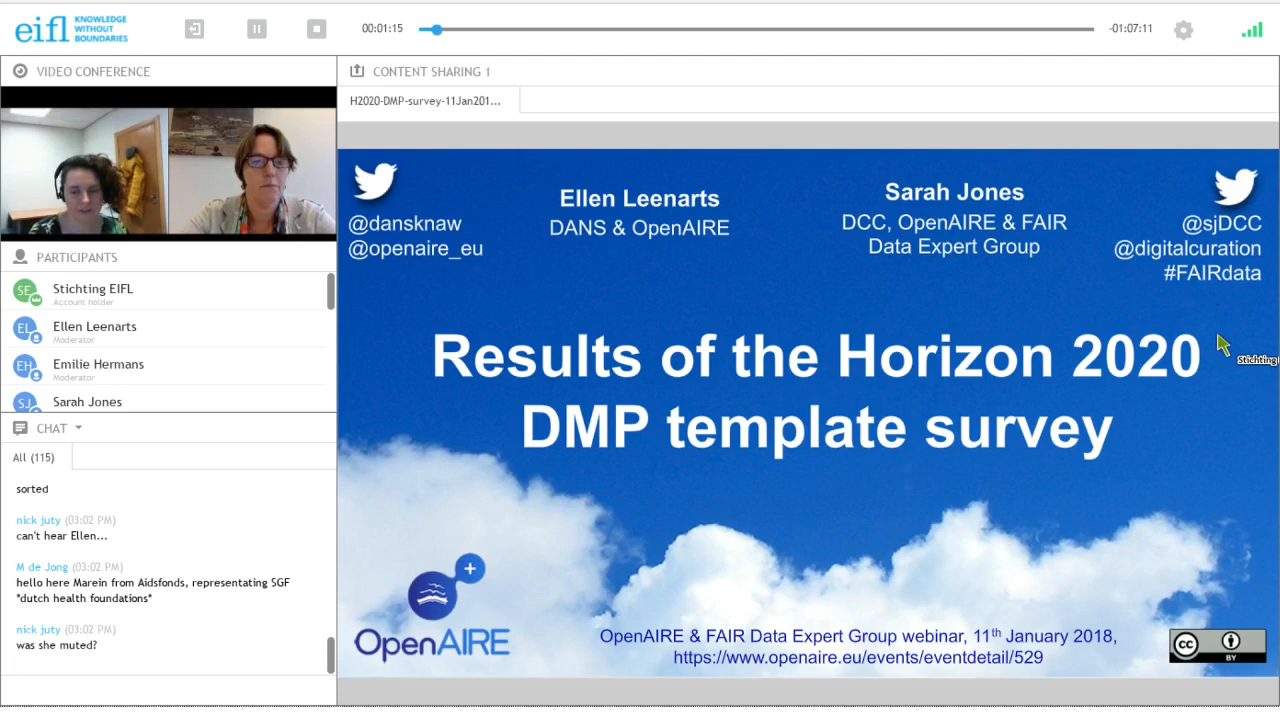 eifl KNOWLEDGE
WITHOUT
BOUNDARIES
00:01:15
-01:07:11
VIDEO CONFERENCE
PARTICIPANTS
SE Stichting EIFL
Account holder
EL Ellen Leenarts
Moderator
EH Emilie Hermans
Moderator
SJ Sarah Jones
CHAT
All (115)
sorted
nick juty (03:02 PM)
can't hear Ellen...
M de Jong (03:02 PM)
hello here Marein from Aidsfonds, representating SGF
*dutch health foundations*
nick juty (03:02 PM)
was she muted?
CONTENT SHARING 1
H2020-DMP-survey-11Jan201...
@dansknaw
@openaire_eu
Ellen Leenarts
DANS & OpenAIRE
Sarah Jones
DCC, OpenAIRE & FAIR
Data Expert Group
@sjDCC
@digitalcuration
#FAIRdata
Results of the Horizon 2020
DMP template survey
Stichting
OpenAIRE
OpenAIRE & FAIR Data Expert Group webinar, 11th January 2018,
https://www.openaire.eu/events/eventdetail/529
cc
BY